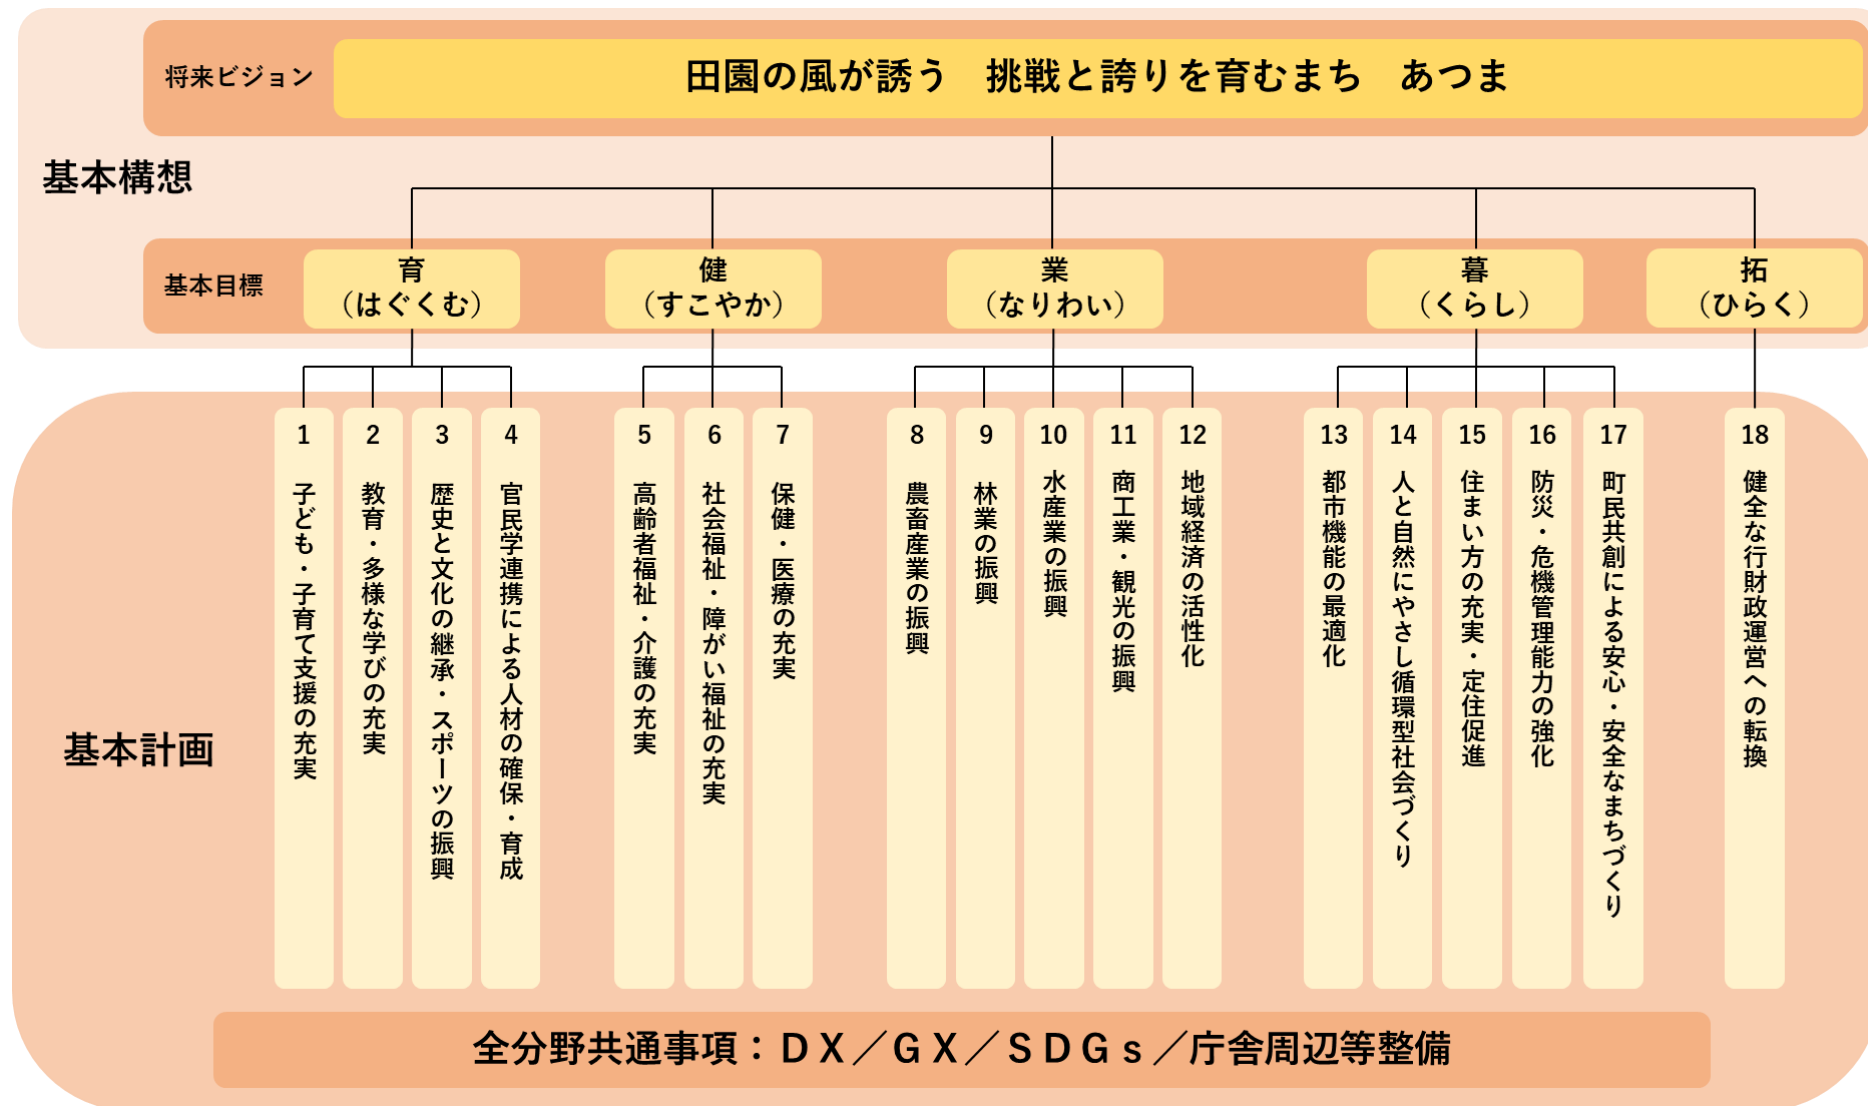 将来ビジョン
田園の風が誘う　挑戦と誇りを育むまち　あつま
基本構想
基本目標
育
（はぐくむ）
健
（すこやか）
業
（なりわい）
暮
（くらし）
拓
（ひらく）
基本計画
1
子ども・子育て支援の充実
2
教育・多様な学びの充実
3
歴史と文化の継承・スポーツの振興
4
官民学連携による人材の確保・育成
5
高齢者福祉・介護の充実
6
社会福祉・障がい福祉の充実
7
保健・医療の充実
8
農畜産業の振興
9
林業の振興
10
水産業の振興
11
商工業・観光の振興
12
地域経済の活性化
13
都市機能の最適化
14
人と自然にやさし循環型社会づくり
15
住まい方の充実・定住促進
16
防災・危機管理能力の強化
17
町民共創による安心・安全なまちづくり
18
健全な行財政運営への転換
全分野共通事項：ＤＸ／ＧＸ／ＳＤＧｓ／庁舎周辺等整備